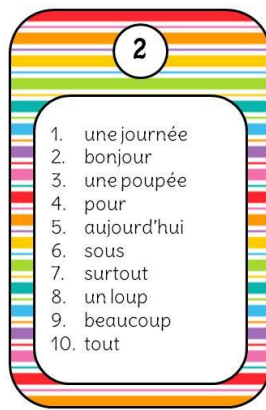 2
1. une journée
2. bonjour
3. une poupée
4. pour
5. aujourd'hui
6. sous
7. surtout
8. un loup
9. beaucoup
10. tout